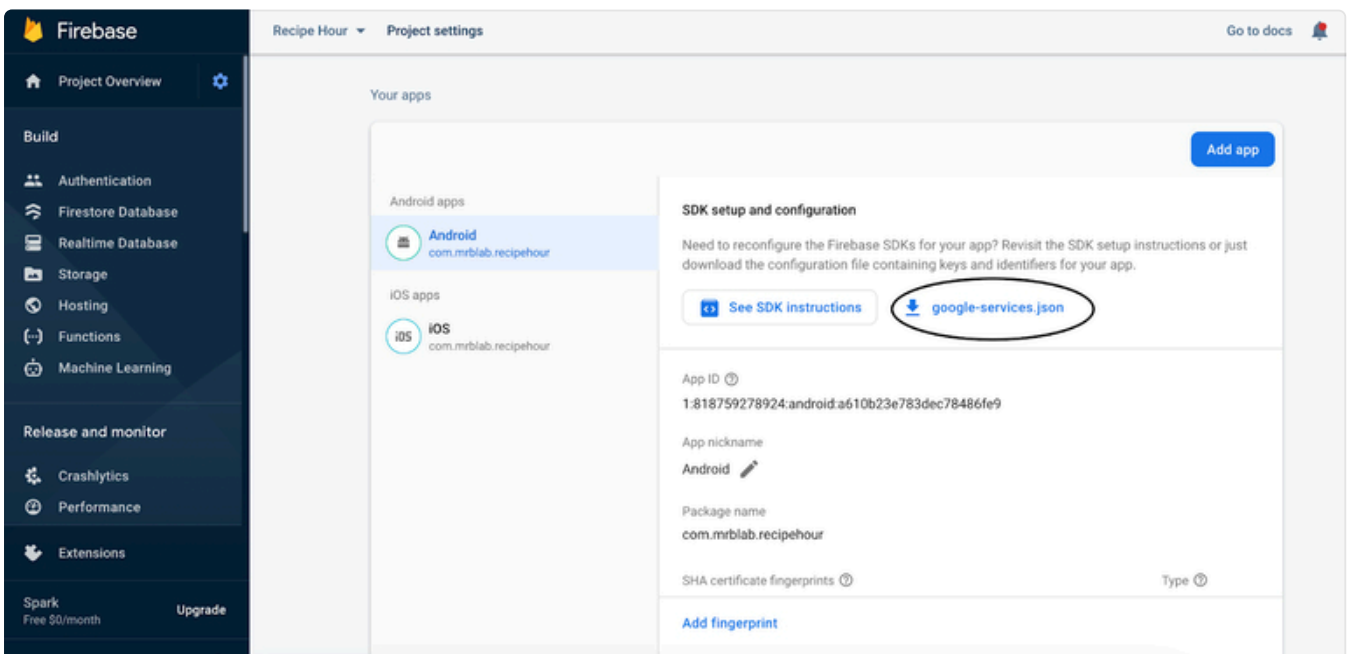 Firebase
Recipe Hour
Project settings
Go to docs
Project Overview
Build
Authentication
Firestore Database
Realtime Database
Storage
Hosting
Functions
Machine Learning
Release and monitor
Crashlytics
Performance
Extensions
Spark
Free $0/month
Upgrade
Your apps
Add app
Android apps
Android
com.mrblab.recipehour
iOS apps
iOS
iOS
com.mrblab.recipehour
SDK setup and configuration
Need to reconfigure the Firebase SDKs for your app? Revisit the SDK setup instructions or just
download the configuration file containing keys and identifiers for your app.
See SDK instructions
google-services.json
App ID
1:818759278924:android:a610b23e783dec78486fe9
App nickname
Android
Package name
com.mrblab.recipehour
SHA certificate fingerprints
Type
Add fingerprint